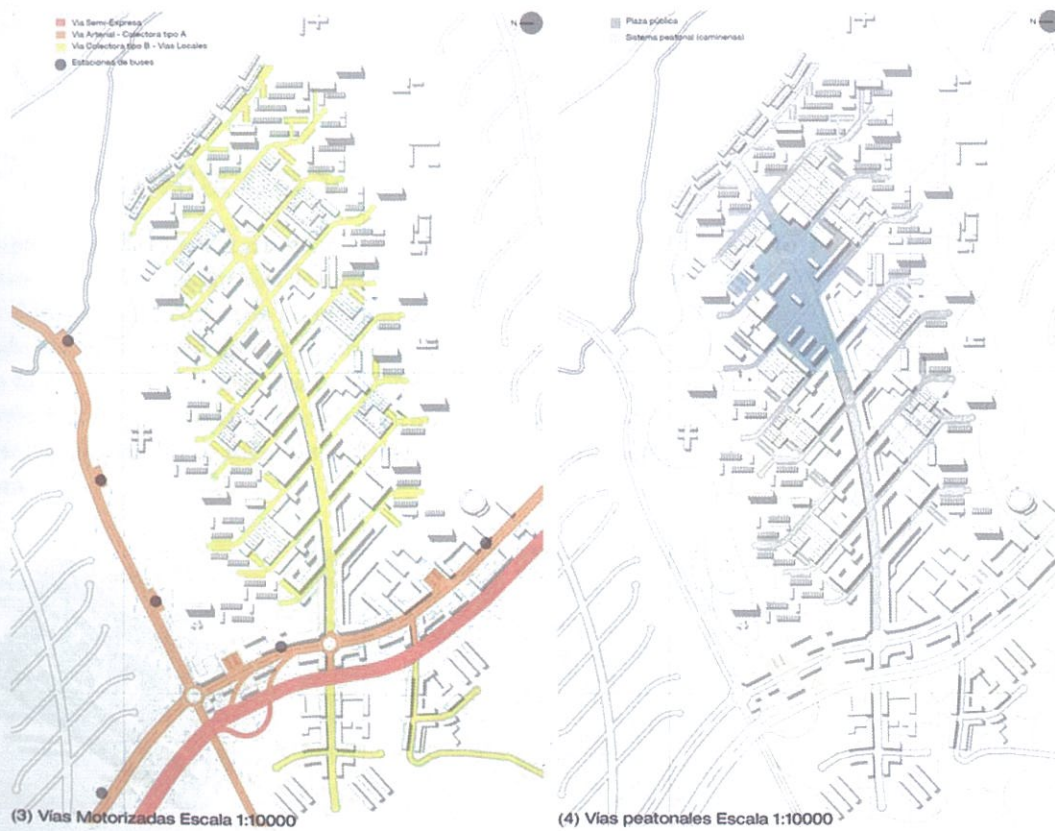 Vía Semi-Expresa
Vía Arterial - Colectora tipo A
Vía Colectora tipo B - Vías Locales
Estaciones de buses
N
(3) Vías Motorizadas Escala 1:10000
Plaza pública
Sistema peatonal (caminerías)
N
(4) Vías peatonales Escala 1:10000